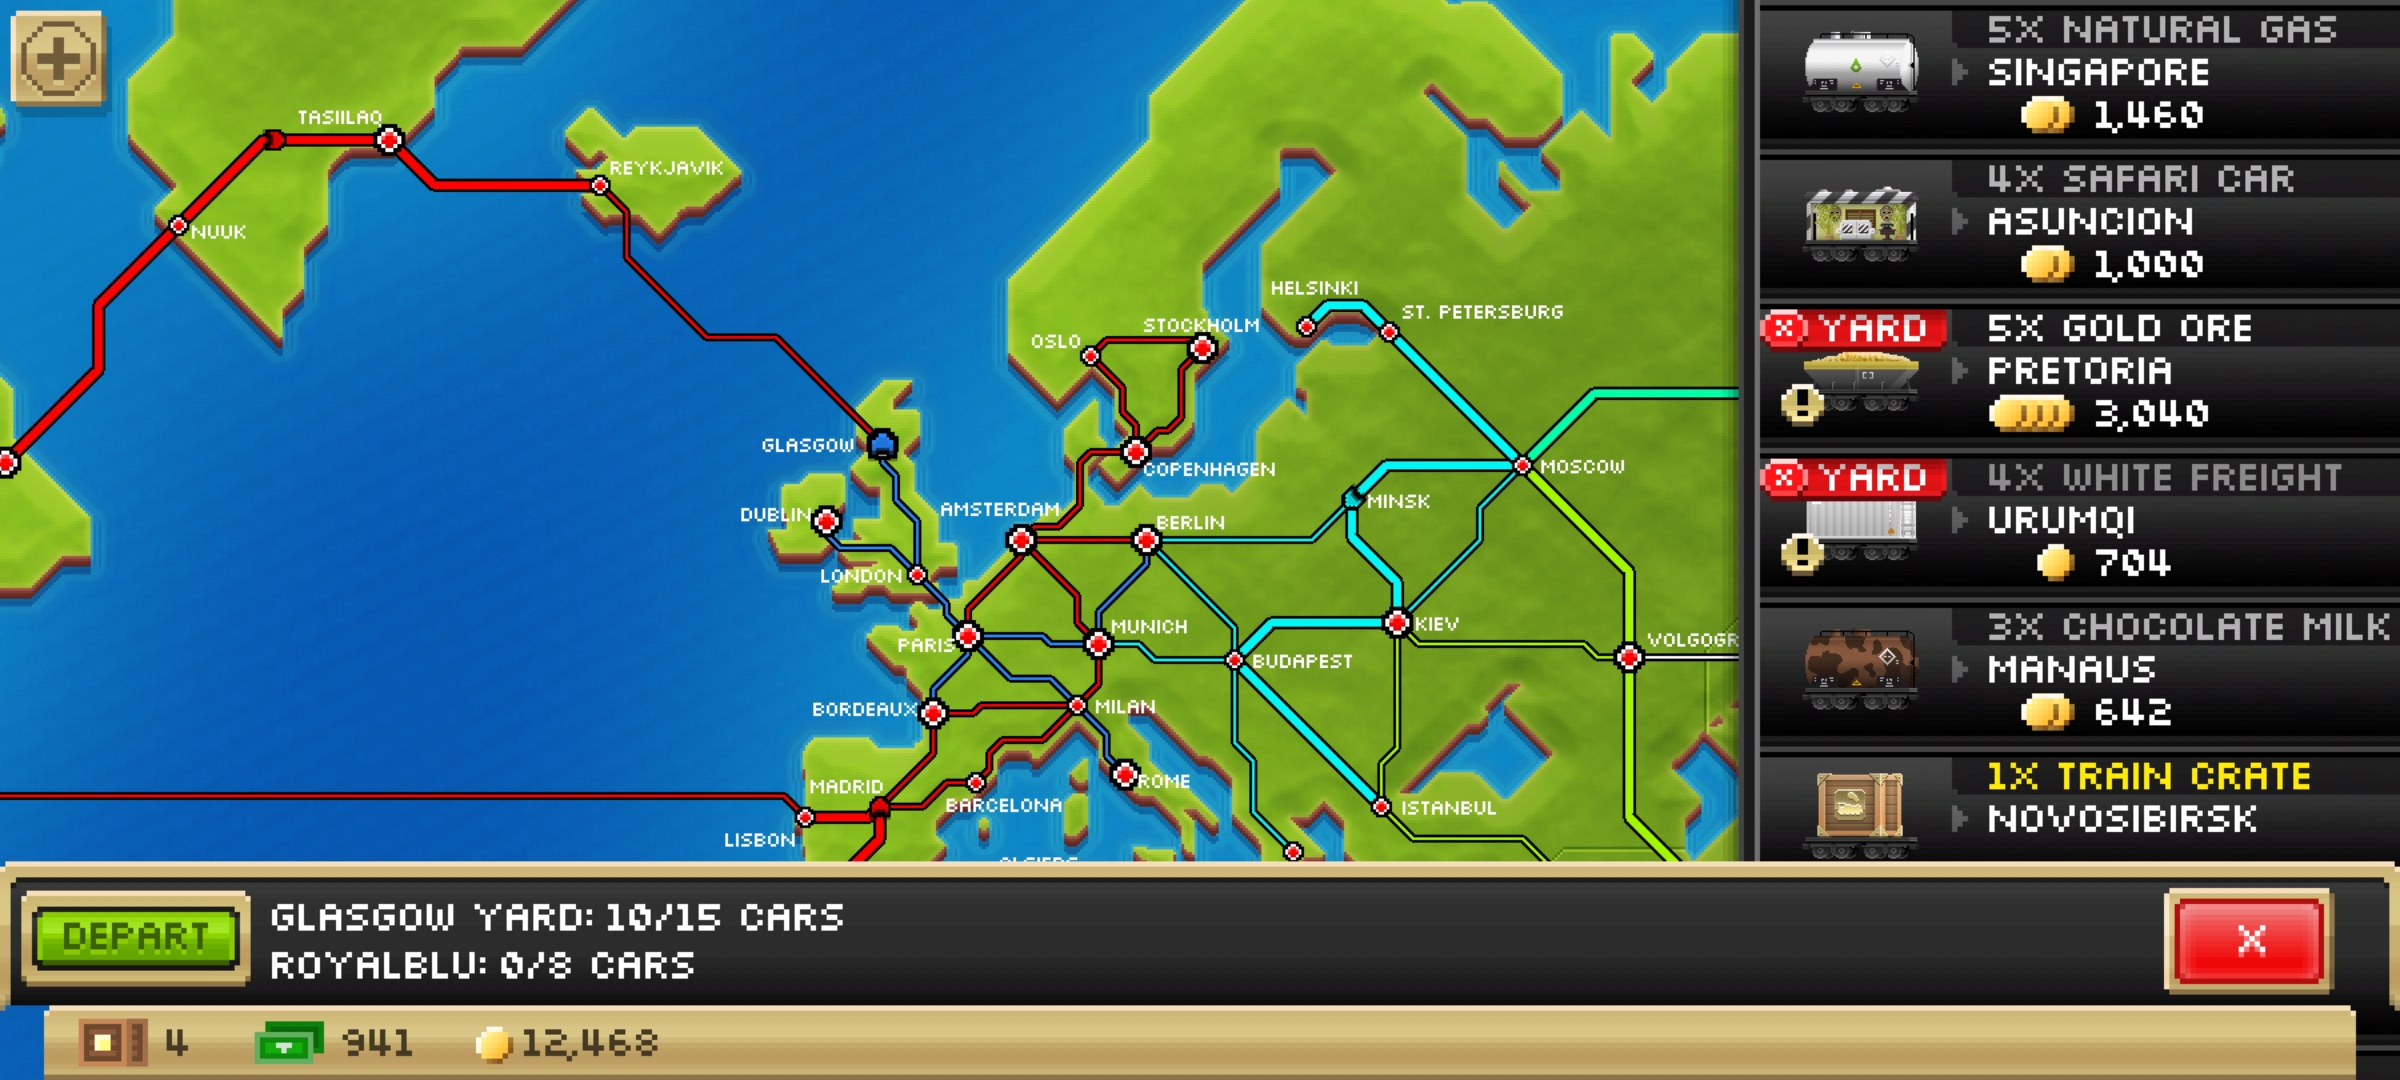 TASIILAQ
REYKJAVIK
NUUK
HELSINKI
ST. PETERSBURG
STOCKHOLM
OSLO
GLASGOW
COPENHAGEN
MOSCOW
MINSK
DUBLIN
AMSTERDAM
BERLIN
LONDON
PARIS
MUNICH
KIEV
VOLGOGR
BUDAPEST
BORDEAUX
MILAN
ROME
MADRID
BARCELONA
ISTANBUL
LISBON
5X NATURAL GAS
SINGAPORE
1,460
4X SAFARI CAR
ASUNCION
1,000
YARD
5X GOLD ORE
PRETORIA
3,040
YARD
4X WHITE FREIGHT
URUMQI
704
3X CHOCOLATE MILK
MANAUS
642
1X TRAIN CRATE
NOVOSIBIRSK
DEPART
GLASGOW YARD: 10/15 CARS
ROYALBLU: 0/8 CARS
X
4
941
12,468